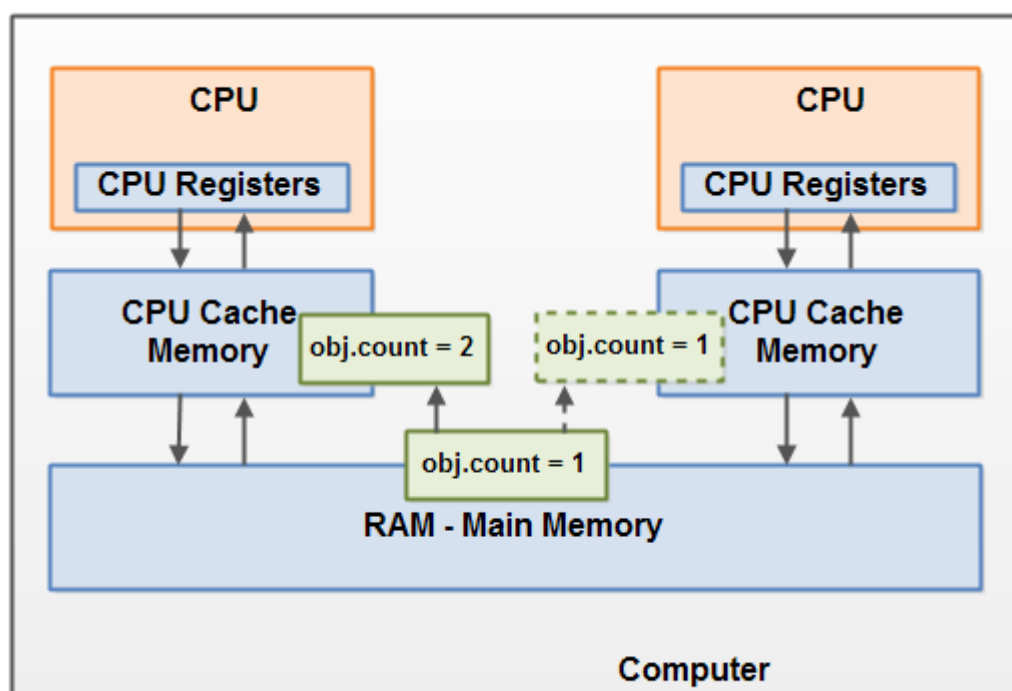 CPU
CPU
CPU Registers
CPU Registers
CPU Cache
Memory
obj.count = 2
obj.count = 1
CPU Cache
Memory
obj.count = 1
RAM - Main Memory
Computer